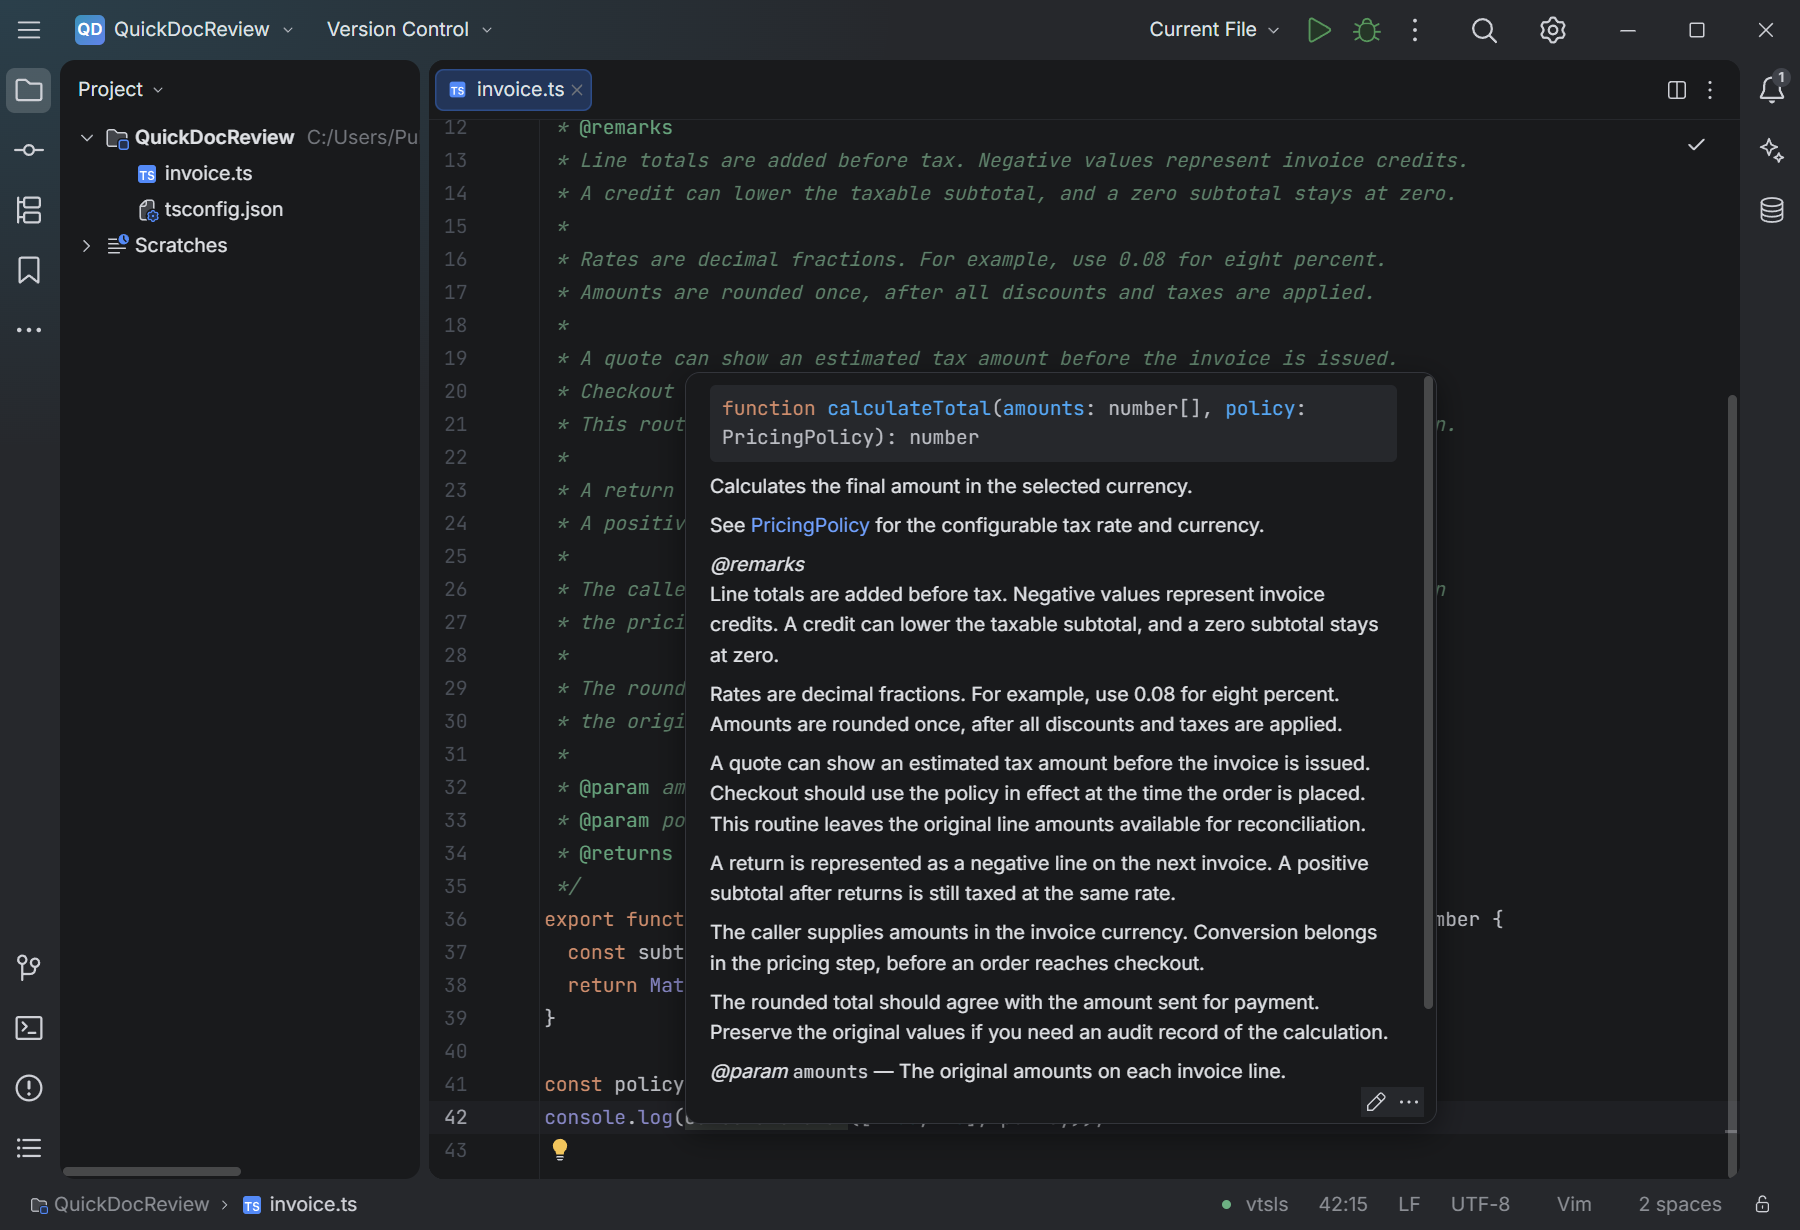 QD QuickDocReview Version Control Current File
Project
QuickDocReview C:/Users/Pu
TS invoice.ts
tsconfig.json
Scratches
TS invoice.ts
1
12 * @remarks
13 * Line totals are added before tax. Negative values represent invoice credits.
14 * A credit can lower the taxable subtotal, and a zero subtotal stays at zero.
15 *
16 * Rates are decimal fractions. For example, use 0.08 for eight percent.
17 * Amounts are rounded once, after all discounts and taxes are applied.
18 *
19 * A quote can show an estimated tax amount before the invoice is issued.
20 * Checkout
21 * This rout n.
22 *
23 * A return
24 * A positiv
25 *
26 * The calle n
27 * the prici
28 *
29 * The round
30 * the origi
31 *
32 * @param am
33 * @param po
34 * @returns
35 */
36 export funct mber {
37 const subt
38 return Mat
39 }
40
41 const policy
42 console.log(
43
function calculateTotal(amounts: number[], policy:
PricingPolicy): number
Calculates the final amount in the selected currency.
See PricingPolicy for the configurable tax rate and currency.
@remarks
Line totals are added before tax. Negative values represent invoice
credits. A credit can lower the taxable subtotal, and a zero subtotal stays
at zero.
Rates are decimal fractions. For example, use 0.08 for eight percent.
Amounts are rounded once, after all discounts and taxes are applied.
A quote can show an estimated tax amount before the invoice is issued.
Checkout should use the policy in effect at the time the order is placed.
This routine leaves the original line amounts available for reconciliation.
A return is represented as a negative line on the next invoice. A positive
subtotal after returns is still taxed at the same rate.
The caller supplies amounts in the invoice currency. Conversion belongs
in the pricing step, before an order reaches checkout.
The rounded total should agree with the amount sent for payment.
Preserve the original values if you need an audit record of the calculation.
@param amounts — The original amounts on each invoice line.
QuickDocReview › TS invoice.ts vtsls 42:15 LF UTF-8 Vim 2 spaces